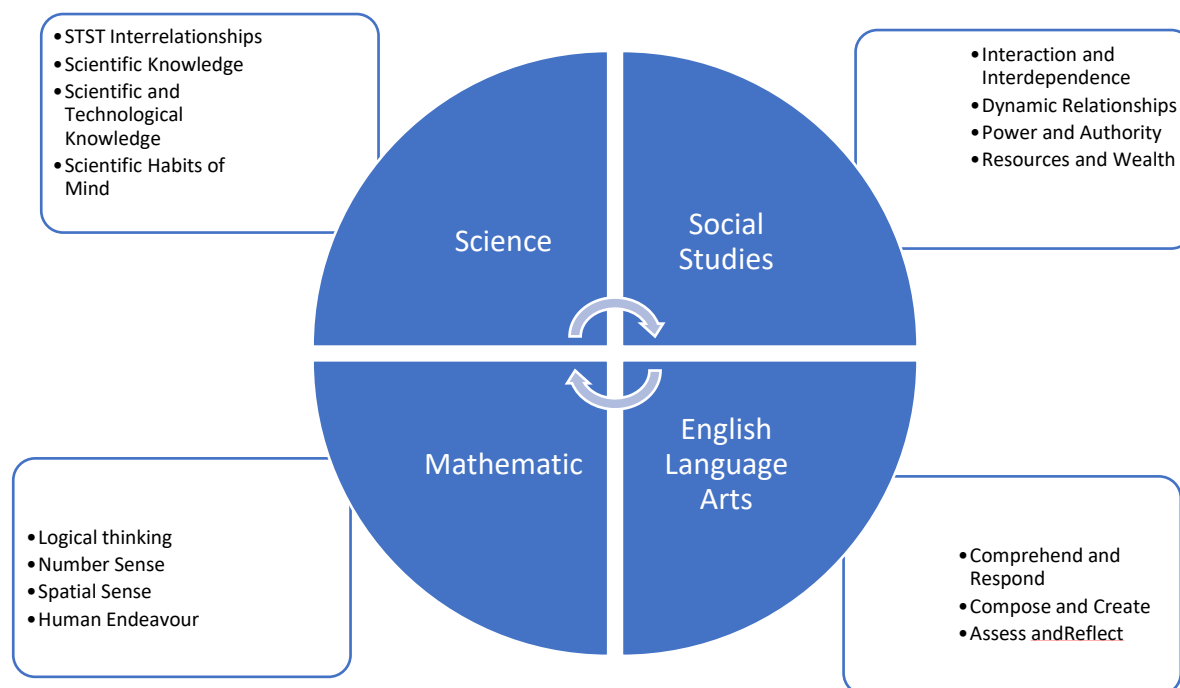 •STST Interrelationships
•Scientific Knowledge
•Scientific and
Technological
Knowledge
•Scientific Habits of
Mind
•Interaction and
Interdependence
•Dynamic Relationships
•Power and Authority
•Resources and Wealth
Science
Social
Studies
Mathematic
English
Language
Arts
•Logical thinking
•Number Sense
•Spatial Sense
•Human Endeavour
•Comprehend and
Respond
•Compose and Create
•Assess andReflect